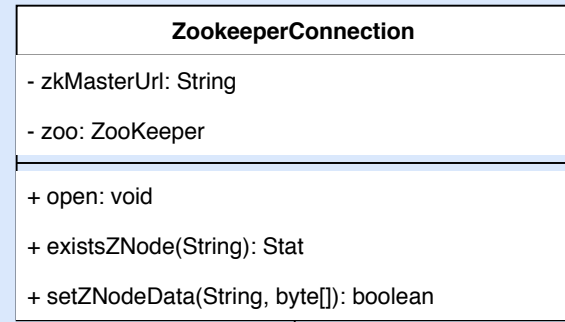 ZookeeperConnection
- zkMasterUrl: String
- zoo: ZooKeeper
+ open: void
+ existsZNode(String): Stat
+ setZNodeData(String, byte[]): boolean